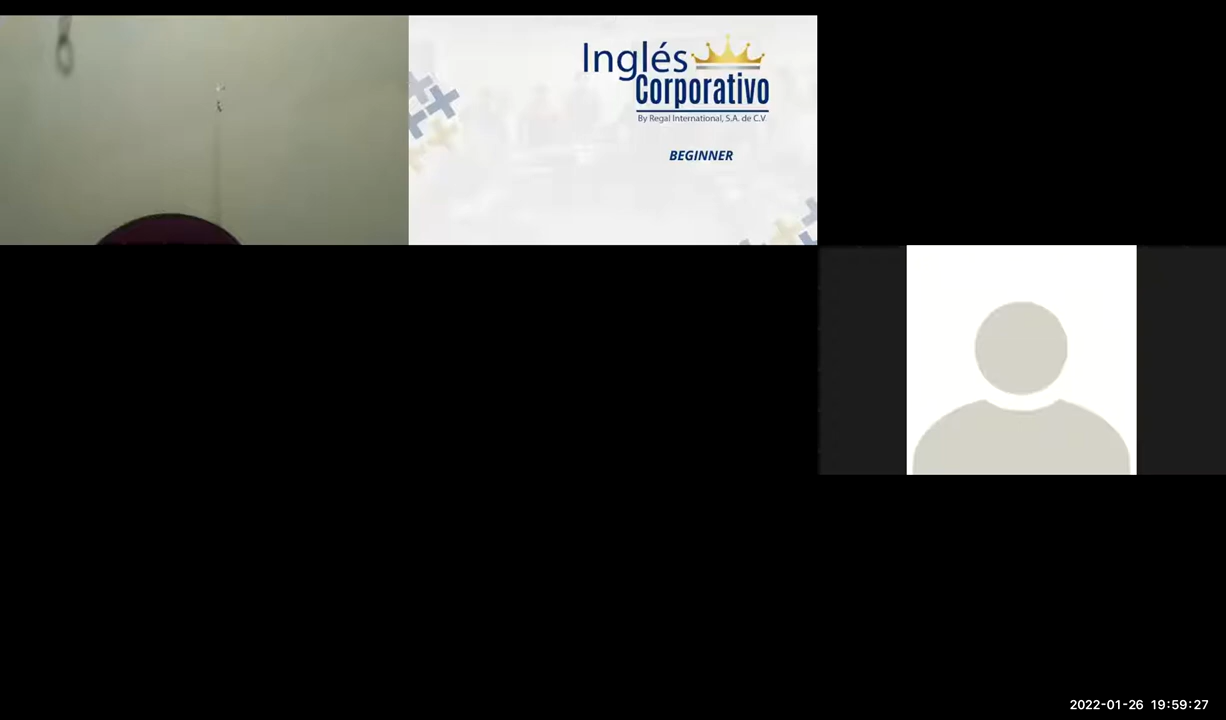 Inglés
Corporativo
By Regal International, S.A. de C.V
BEGINNER
2022-01-26 19:59:27